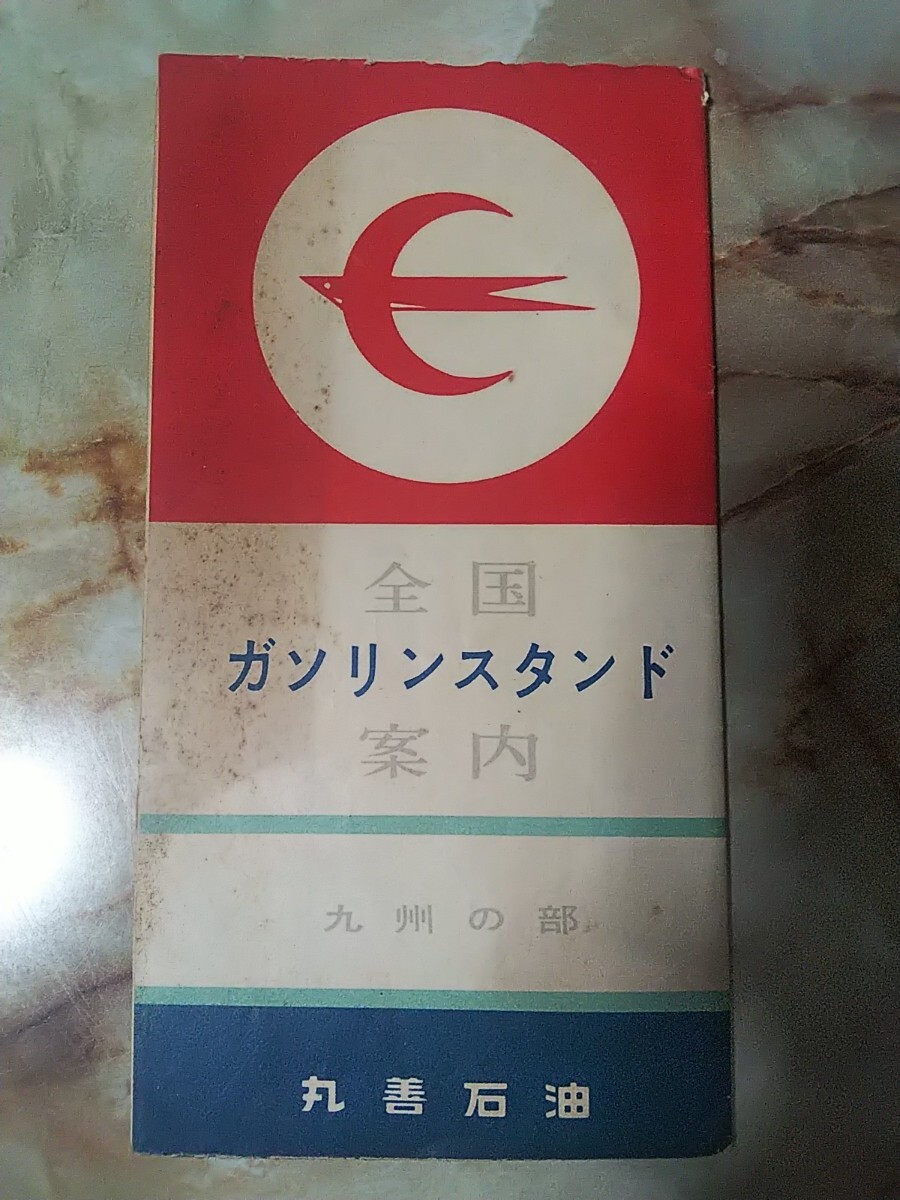 全国
ガソリンスタンド
案内
九州の部
丸善石油